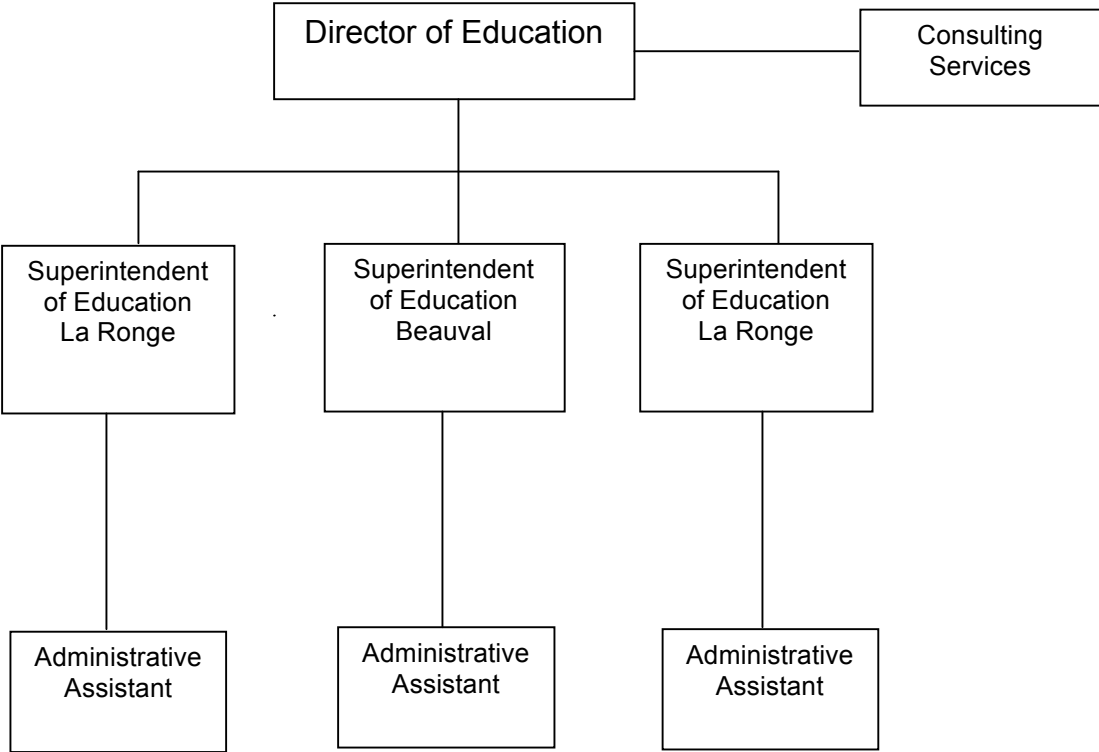 Director of Education
Consulting
Services
Superintendent
of Education
La Ronge
Superintendent
of Education
Beauval
Superintendent
of Education
La Ronge
Administrative
Assistant
Administrative
Assistant
Administrative
Assistant